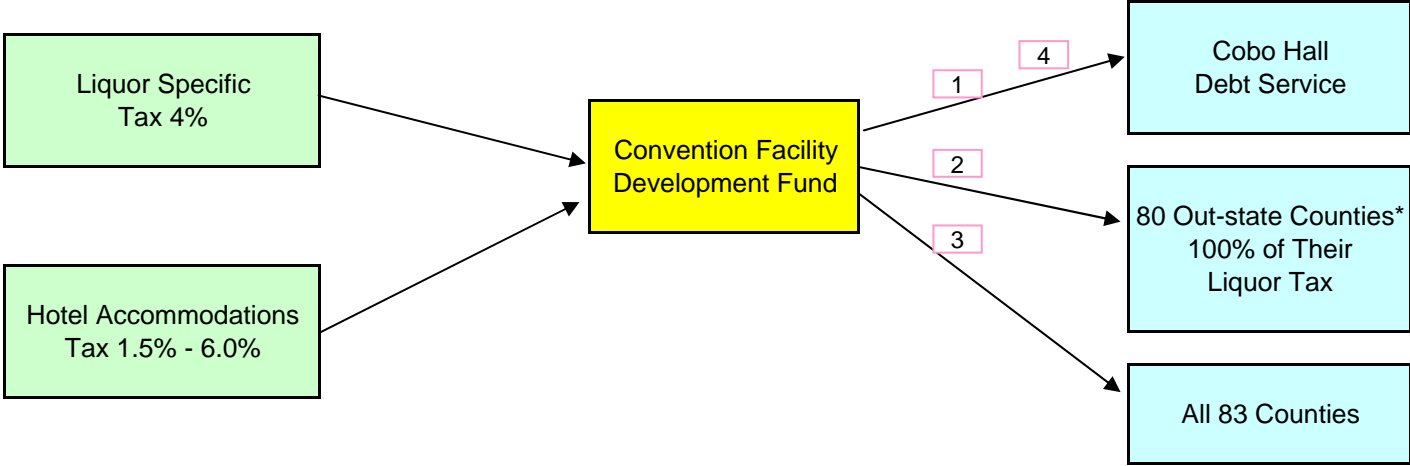 Liquor Specific
Tax 4%
Hotel Accommodations
Tax 1.5% - 6.0%
Convention Facility
Development Fund
4
1
2
3
Cobo Hall
Debt Service
80 Out-state Counties*
100% of Their
Liquor Tax
All 83 Counties